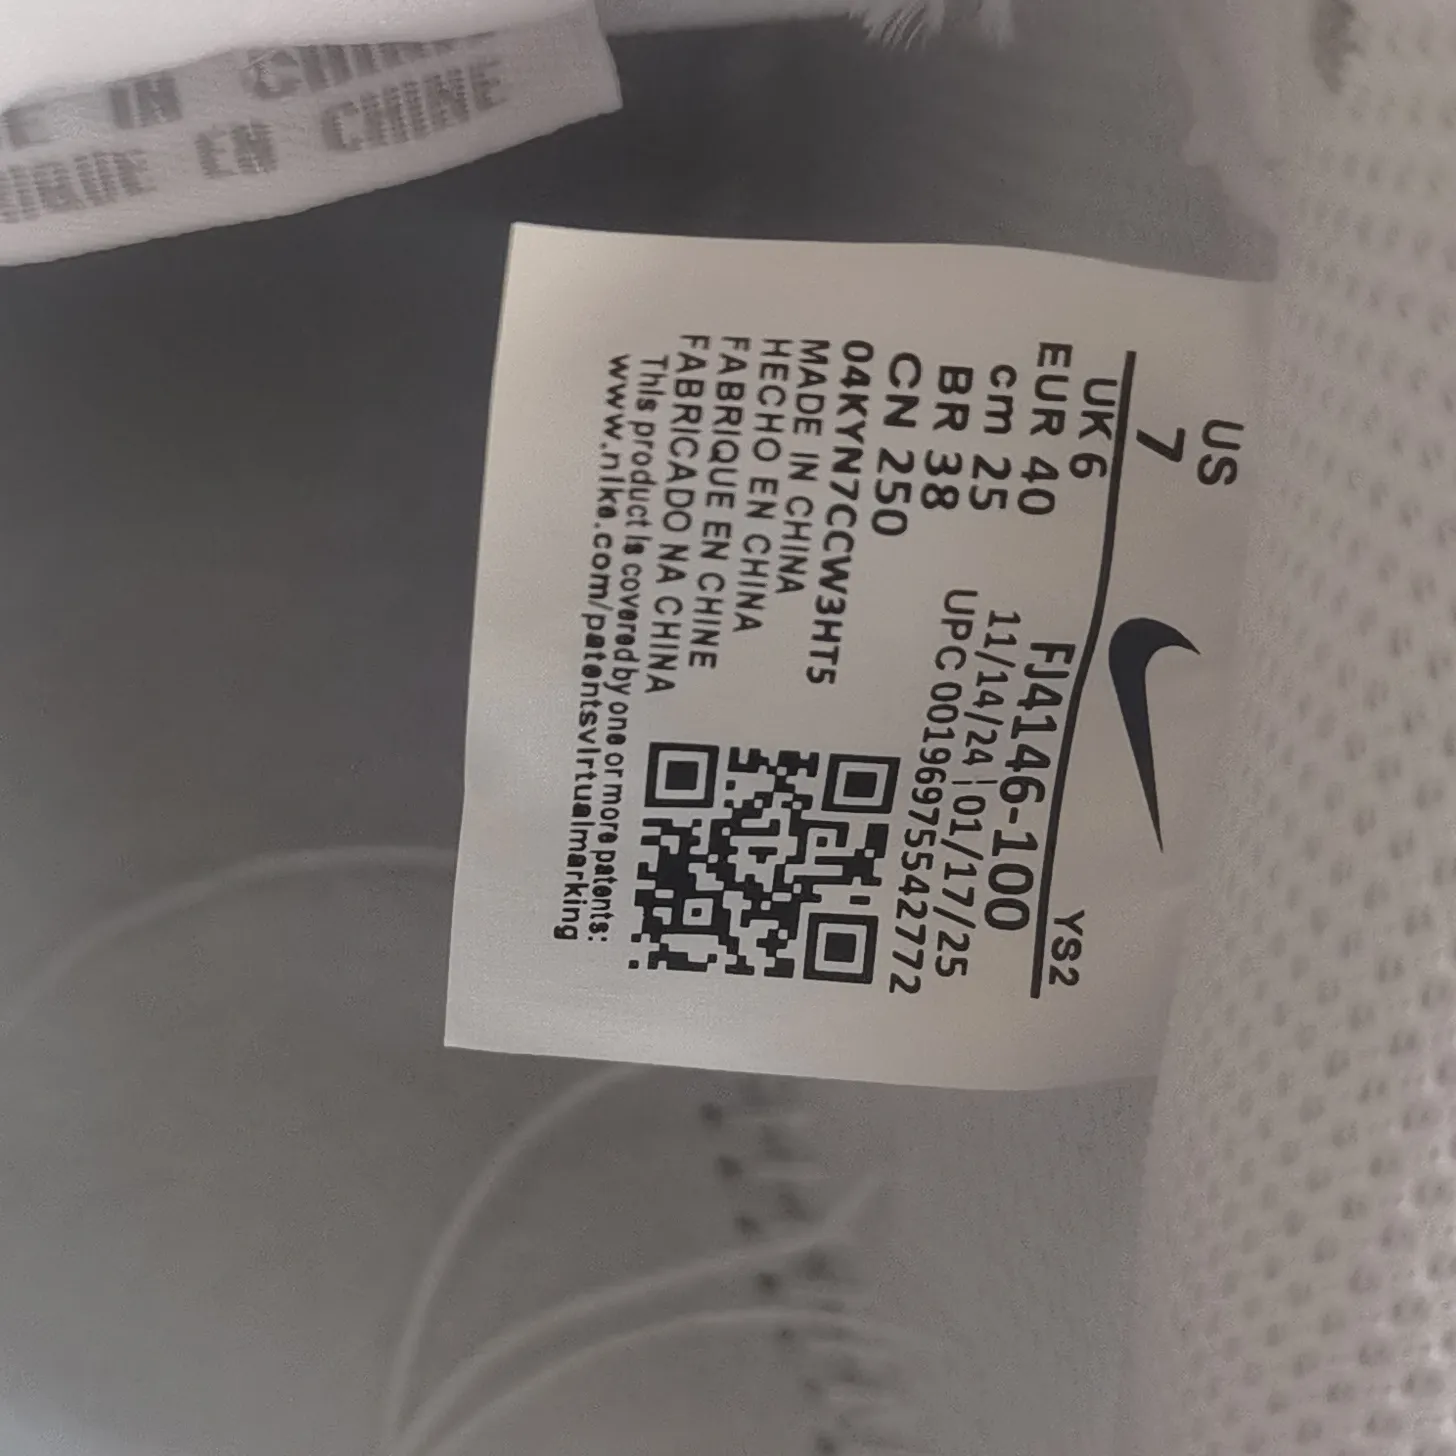 IN CHINE
EN CHINE
US
7
YS2
UK 6
EUR 40
cm 25
BR 38
CN 250
FJ4146-100
11/14/24 | 01/17/25
UPC 00196975542772
04KYN7CCW3HT5
MADE IN CHINA
HECHO EN CHINA
FABRIQUE EN CHINE
FABRICADO NA CHINA
This product is covered by one or more patents:
www.nike.com/patentsvirtualmarking